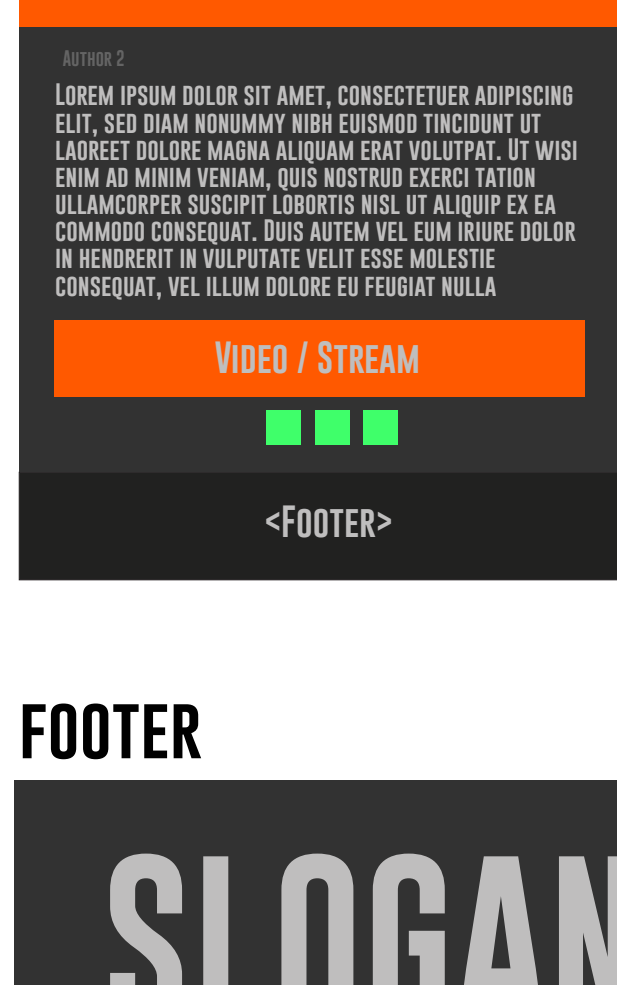 Author 2
Lorem ipsum dolor sit amet, consectetuer adipiscing
elit, sed diam nonummy nibh euismod tincidunt ut
laoreet dolore magna aliquam erat volutpat. Ut wisi
enim ad minim veniam, quis nostrud exerci tation
ullamcorper suscipit lobortis nisl ut aliquip ex ea
commodo consequat. Duis autem vel eum iriure dolor
in hendrerit in vulputate velit esse molestie
consequat, vel illum dolore eu feugiat nulla
Video / Stream
<Footer>
FOOTER
SLOGAN